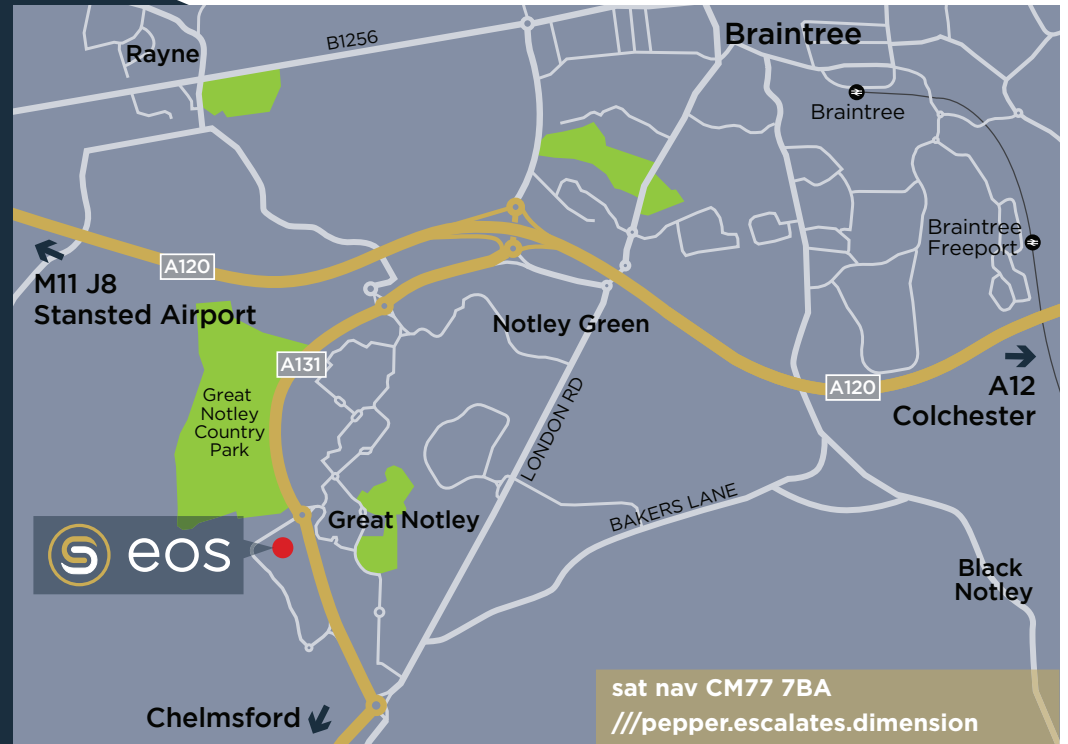 Rayne
B1256
Braintree
Braintree
Braintree
Freeport
A120
M11 J8
Stansted Airport
Notley Green
A131
Great
Notley
Country
Park
LONDON RD
A120
A12
Colchester
Great Notley
BAKERS LANE
S eos
Black
Notley
sat nav CM77 7BA
///pepper.escalates.dimension
Chelmsford